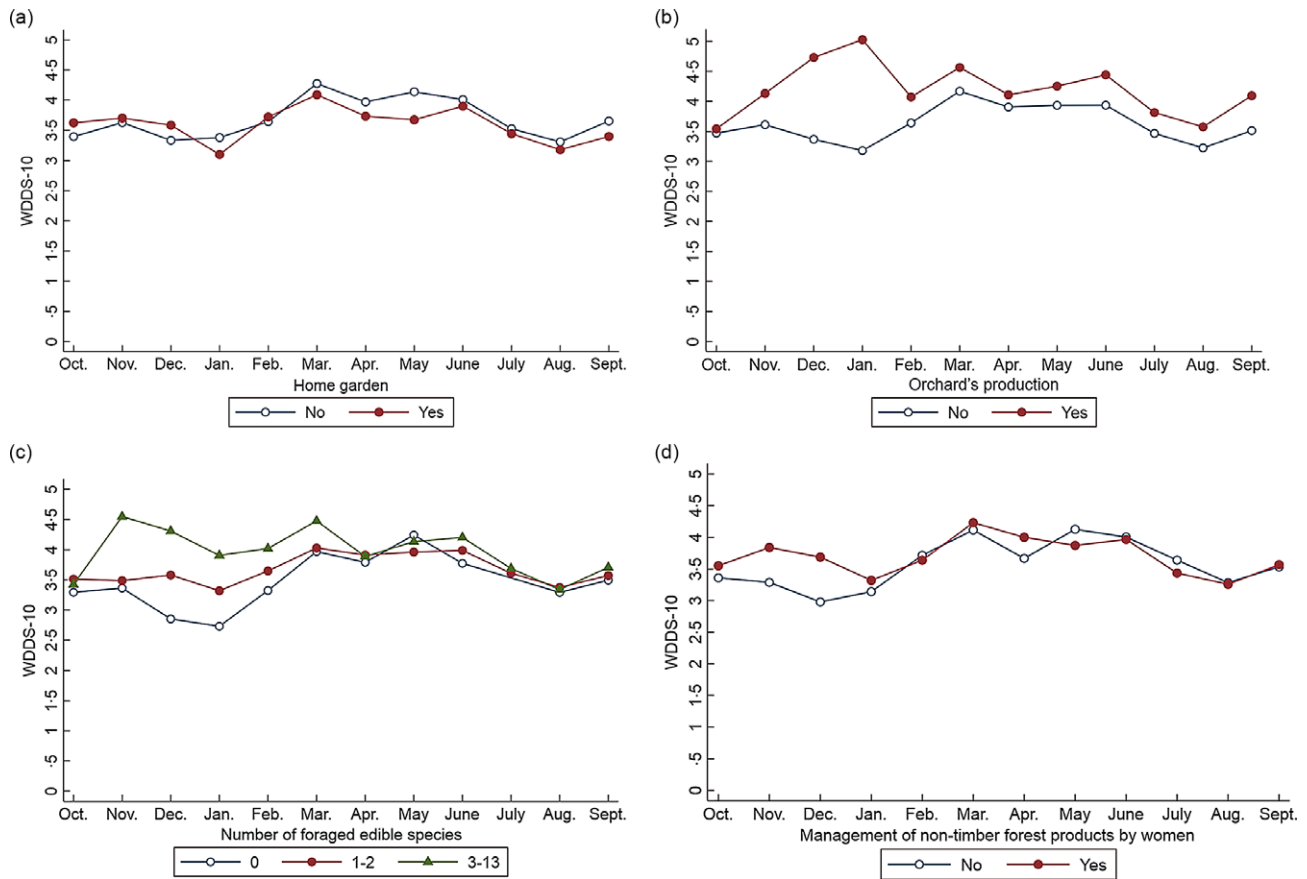 (a)
WDDS-10
5
4·5
4
3·5
3
2·5
2
1·5
1
·5
0
Oct. Nov. Dec. Jan. Feb. Mar. Apr. May June July Aug. Sept.
Home garden
No Yes
(b)
WDDS-10
5
4·5
4
3·5
3
2·5
2
1·5
1
·5
0
Oct. Nov. Dec. Jan. Feb. Mar. Apr. May June July Aug. Sept.
Orchard's production
No Yes
(c)
WDDS-10
5
4·5
4
3·5
3
2·5
2
1·5
1
·5
0
Oct. Nov. Dec. Jan. Feb. Mar. Apr. May June July Aug. Sept.
Number of foraged edible species
0 1-2 3-13
(d)
WDDS-10
5
4·5
4
3·5
3
2·5
2
1·5
1
·5
0
Oct. Nov. Dec. Jan. Feb. Mar. Apr. May June July Aug. Sept.
Management of non-timber forest products by women
No Yes